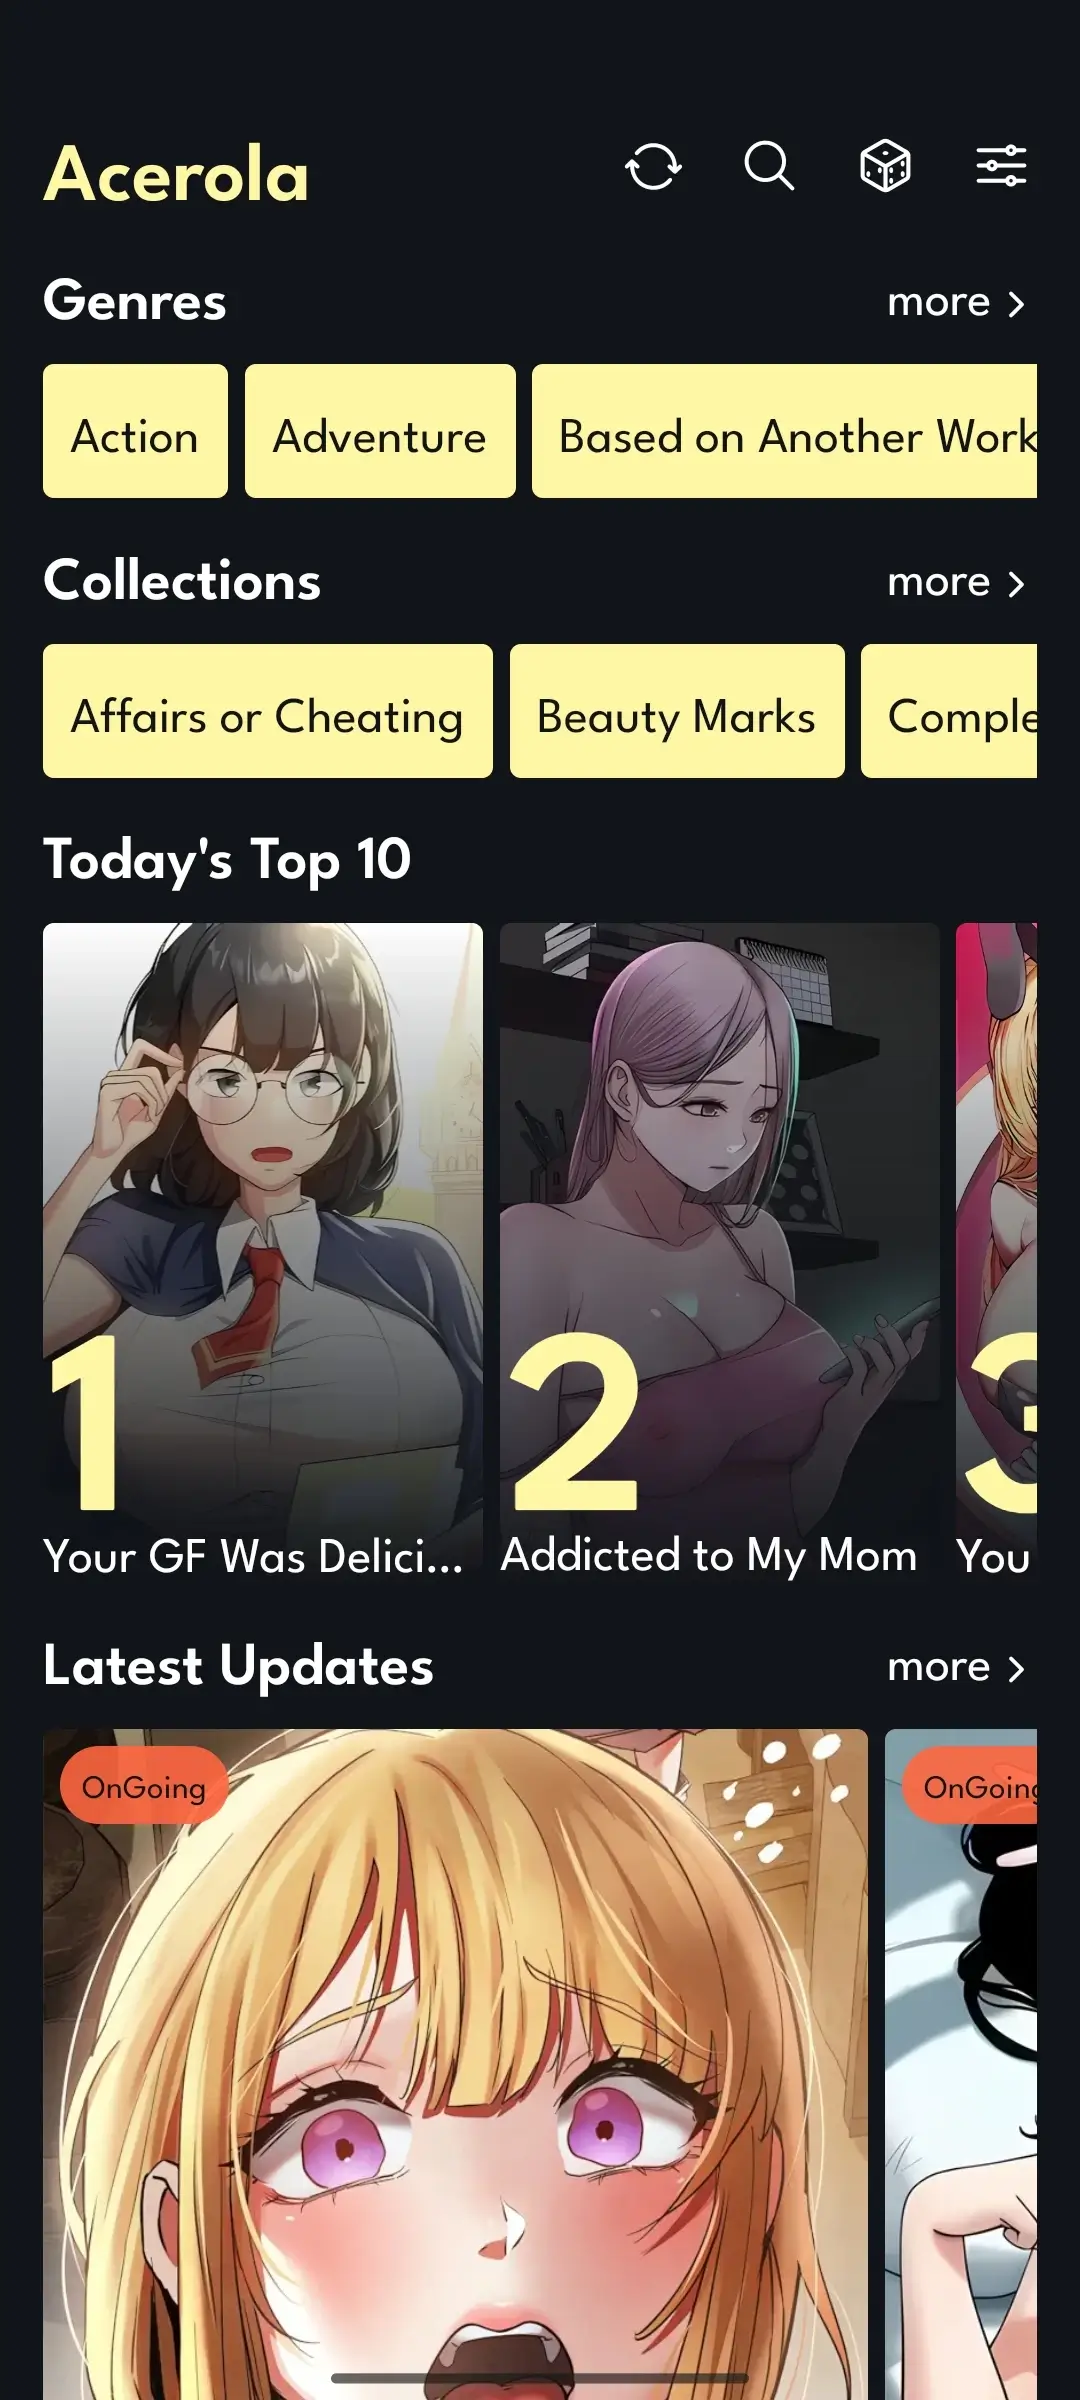 Acerola
Genres
more
Action
Adventure
Based on Another Work
Collections
more
Affairs or Cheating
Beauty Marks
Comple
Today's Top 10
1
2
3
Your GF Was Delici...
Addicted to My Mom
You
Latest Updates
more
OnGoing
OnGoing